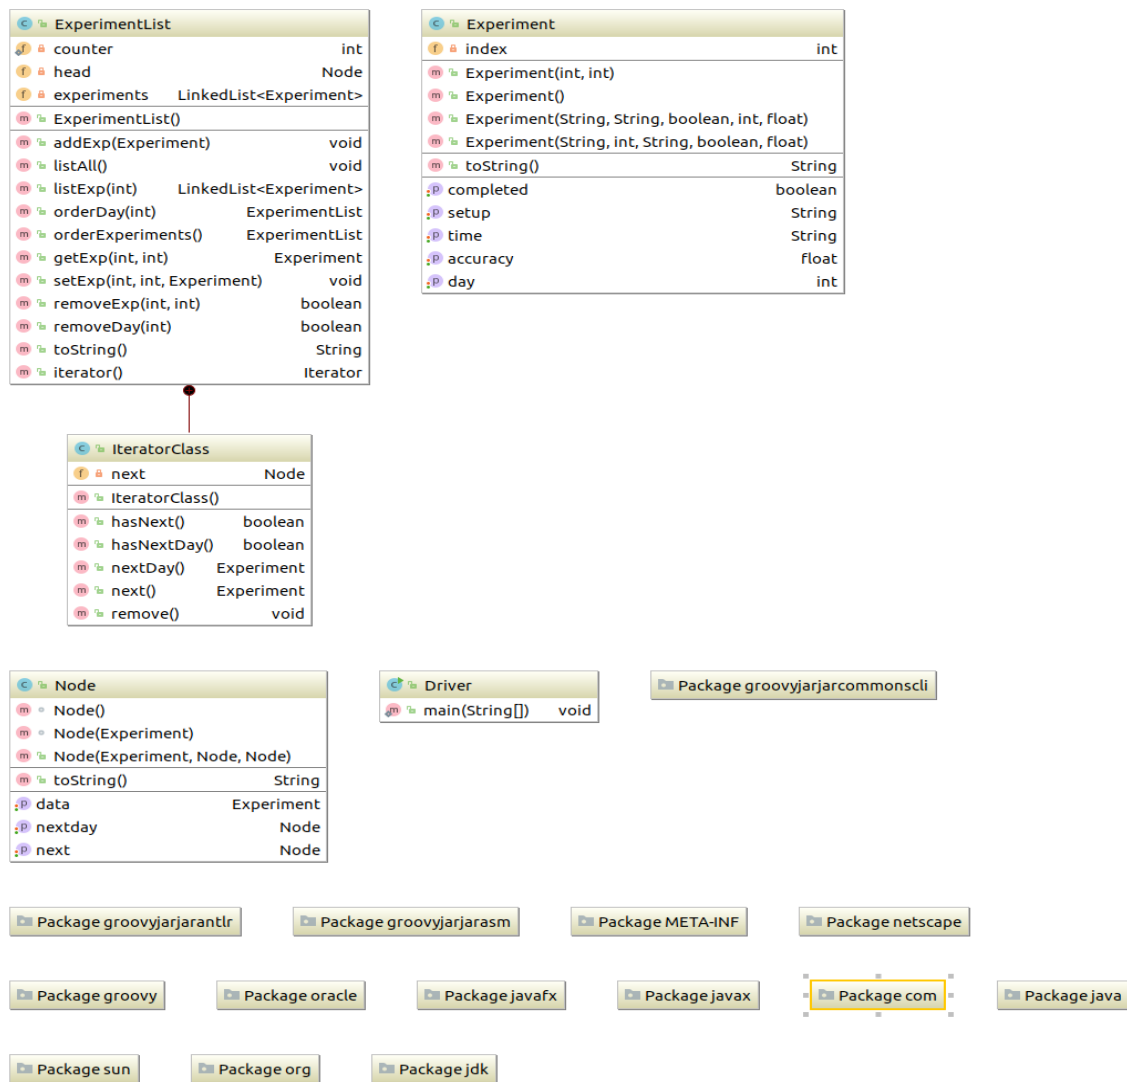 ExperimentList
counter int
head Node
experiments LinkedList<Experiment>
ExperimentList()
addExp(Experiment) void
listAll() void
listExp(int) LinkedList<Experiment>
orderDay(int) ExperimentList
orderExperiments() ExperimentList
getExp(int, int) Experiment
setExp(int, int, Experiment) void
removeExp(int, int) boolean
removeDay(int) boolean
toString() String
iterator() Iterator
Experiment
index int
Experiment(int, int)
Experiment()
Experiment(String, String, boolean, int, float)
Experiment(String, int, String, boolean, float)
toString() String
completed boolean
setup String
time String
accuracy float
day int
IteratorClass
next Node
IteratorClass()
hasNext() boolean
hasNextDay() boolean
nextDay() Experiment
next() Experiment
remove() void
Node
Node()
Node(Experiment)
Node(Experiment, Node, Node)
toString() String
data Experiment
nextday Node
next Node
Driver
main(String[]) void
Package groovyjarjarcommonscli
Package groovyjarjarantlr
Package groovyjarjarasm
Package META-INF
Package netscape
Package groovy
Package oracle
Package javafx
Package javax
Package com
Package java
Package sun
Package org
Package jdk